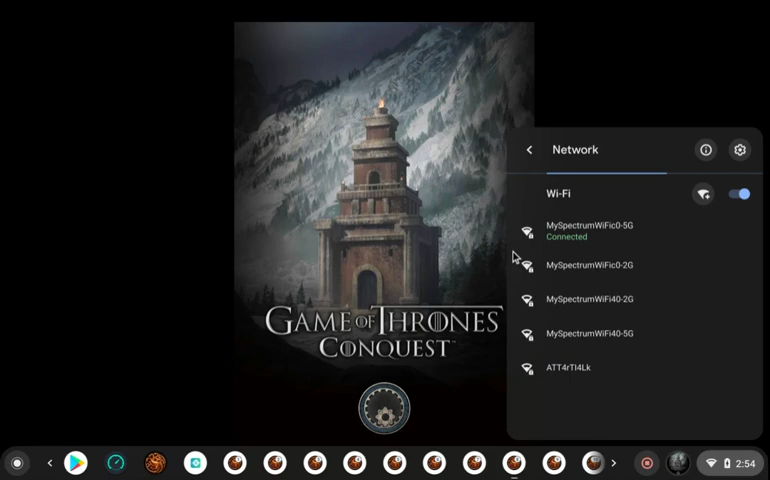 Network
Wi-Fi
MySpectrumWiFic0-5G
Connected
MySpectrumWiFic0-2G
MySpectrumWiFi40-2G
MySpectrumWiFi40-5G
ATT4rTI4Lk
GAME OF THRONES
CONQUEST
2:54